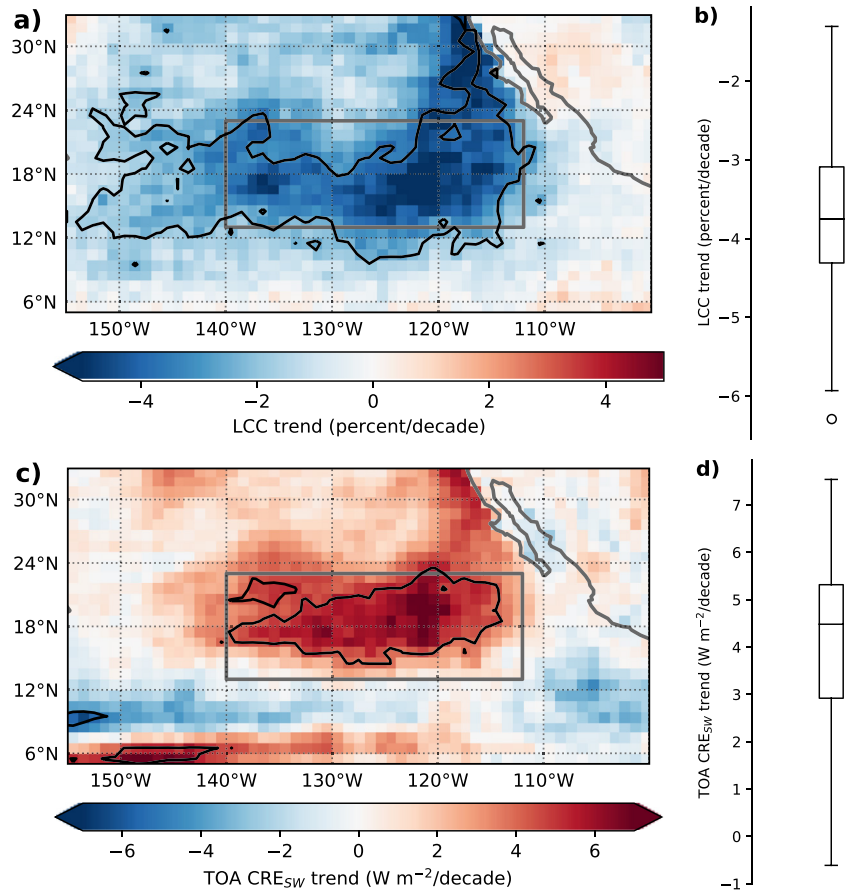 a)
30°N
24°N
18°N
12°N
6°N
150°W 140°W 130°W 120°W 110°W
−4 −2 0 2 4
LCC trend (percent/decade)
b)
−2
−3
−4
−5
−6
LCC trend (percent/decade)
c)
30°N
24°N
18°N
12°N
6°N
150°W 140°W 130°W 120°W 110°W
−6 −4 −2 0 2 4 6
TOA CRE$_{SW}$ trend (W m$^{−2}$/decade)
d)
7
6
5
4
3
2
1
0
−1
TOA CRE$_{SW}$ trend (W m$^{−2}$/decade)